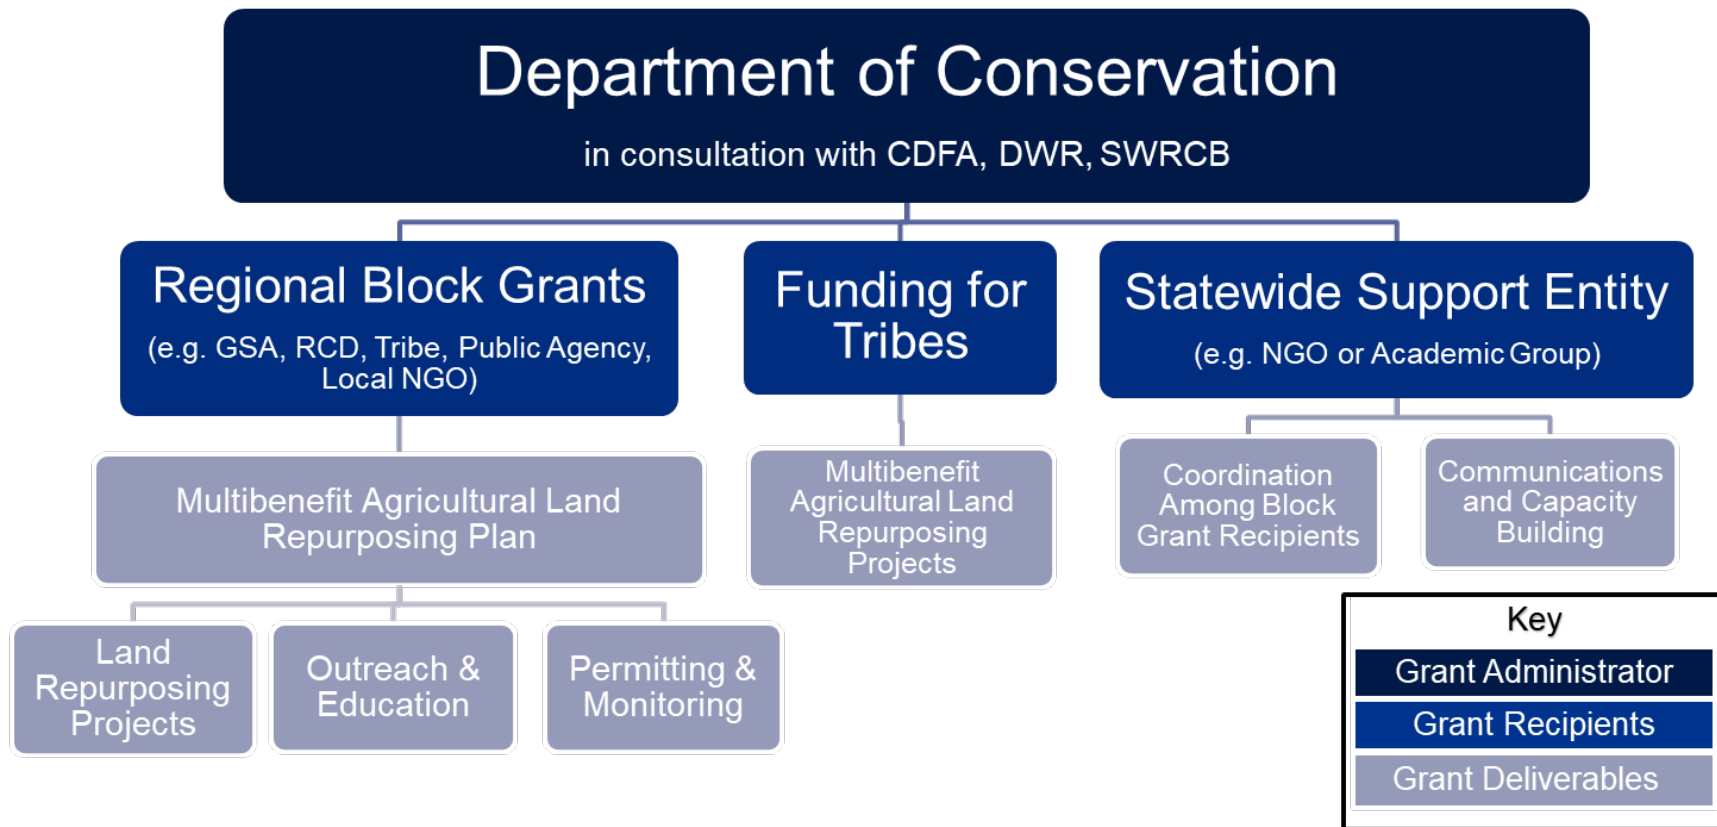 Department of Conservation
in consultation with CDFA, DWR, SWRCB
Regional Block Grants
(e.g. GSA, RCD, Tribe, Public Agency,
Local NGO)
Funding for
Tribes
Statewide Support Entity
(e.g. NGO or Academic Group)
Multibenefit Agricultural Land
Repurposing Plan
Multibenefit
Agricultural Land
Repurposing
Projects
Coordination
Among Block
Grant Recipients
Communications
and Capacity
Building
Land
Repurposing
Projects
Outreach &
Education
Permitting &
Monitoring
Key
Grant Administrator
Grant Recipients
Grant Deliverables